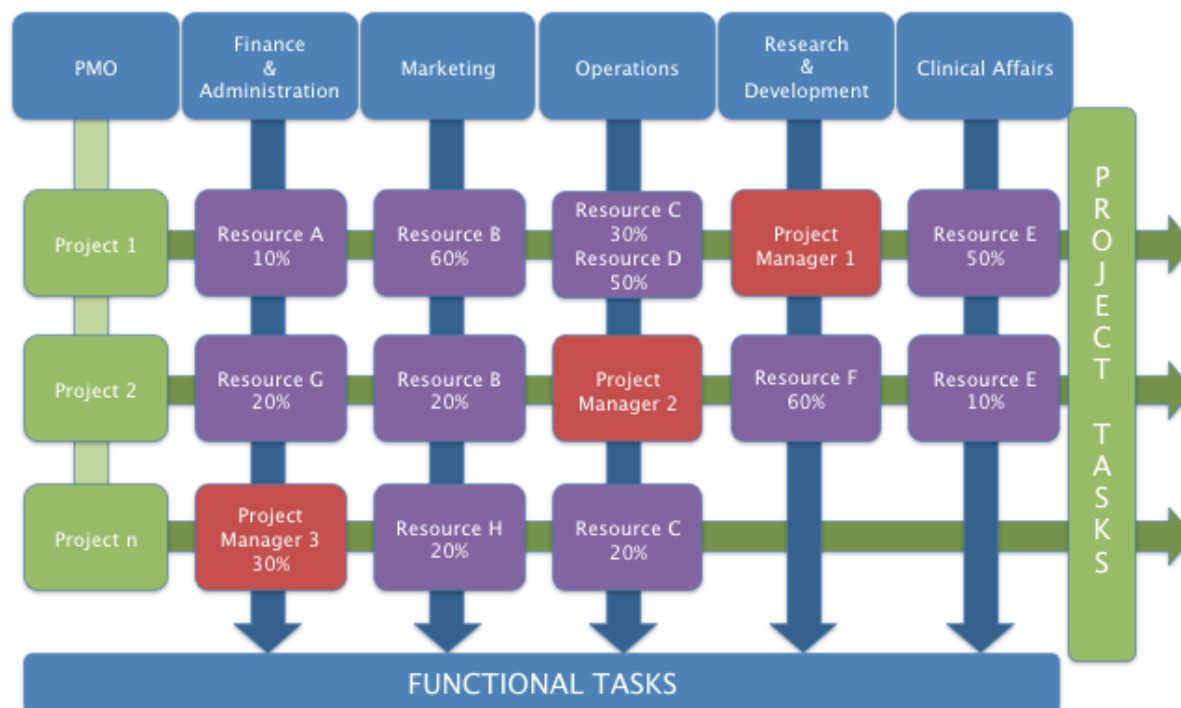 PMO
Finance
&
Administration
Marketing
Operations
Research
&
Development
Clinical Affairs
Project 1
Resource A
10%
Resource B
60%
Resource C
30%
Resource D
50%
Project
Manager 1
Resource E
50%
Project 2
Resource G
20%
Resource B
20%
Project
Manager 2
Resource F
60%
Resource E
10%
Project n
Project
Manager 3
30%
Resource H
20%
Resource C
20%
PROJECT TASKS
FUNCTIONAL TASKS